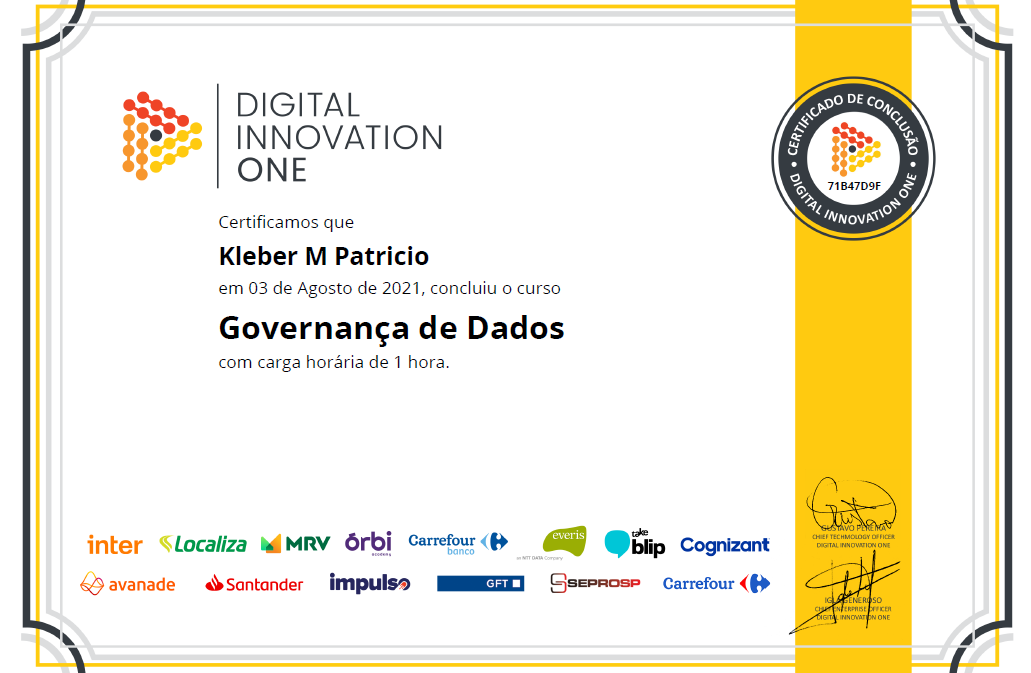 DIGITAL
INNOVATION
ONE
CERTIFICADO DE CONCLUSÃO
71B47D9F
DIGITAL INNOVATION ONE
Certificamos que
Kleber M Patricio
em 03 de Agosto de 2021, concluiu o curso
Governança de Dados
com carga horária de 1 hora.
inter Localiza MRV órbi academy Carrefour banco everis an NTT DATA Company take blip Cognizant
avanade Santander impulso GFT SEPROSP Carrefour
GUSTAVO PEREIRA
CHIEF TECHNOLOGY OFFICER
DIGITAL INNOVATION ONE
GENEROSO
CHIEF ENTERPRISE OFFICER
DIGITAL INNOVATION ONE